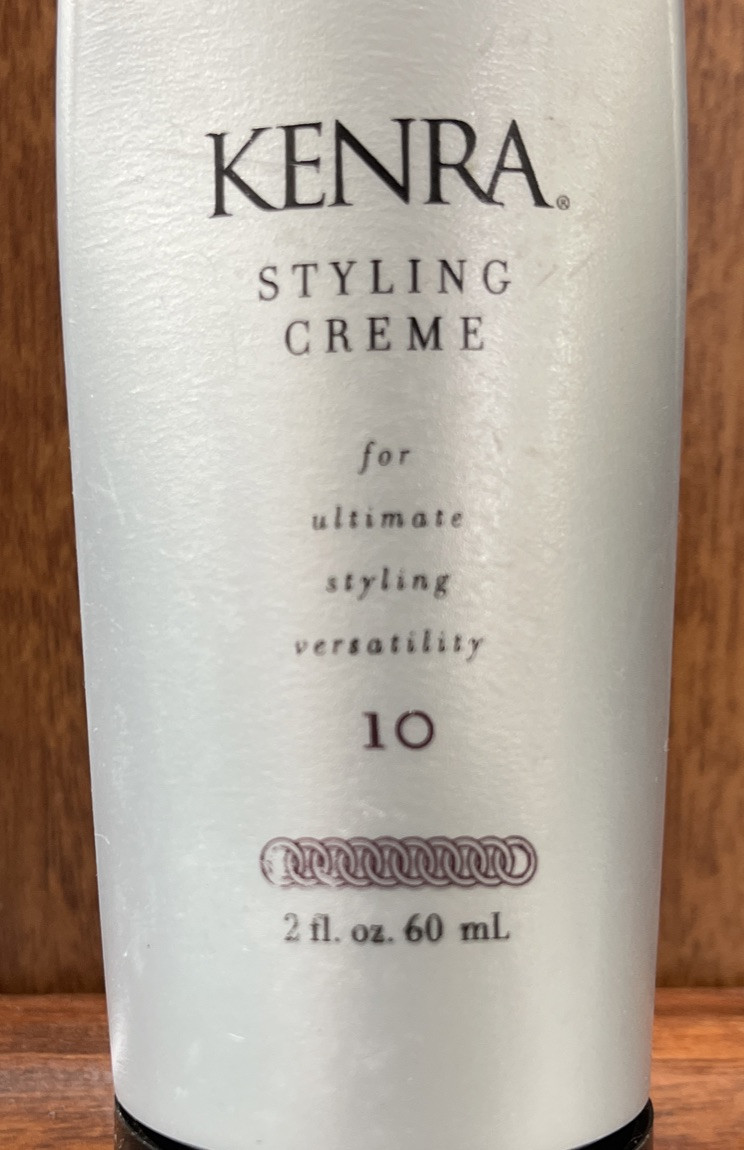 KENRA®
STYLING
CREME
for
ultimate
styling
versatility
10
2 fl. oz. 60 mL